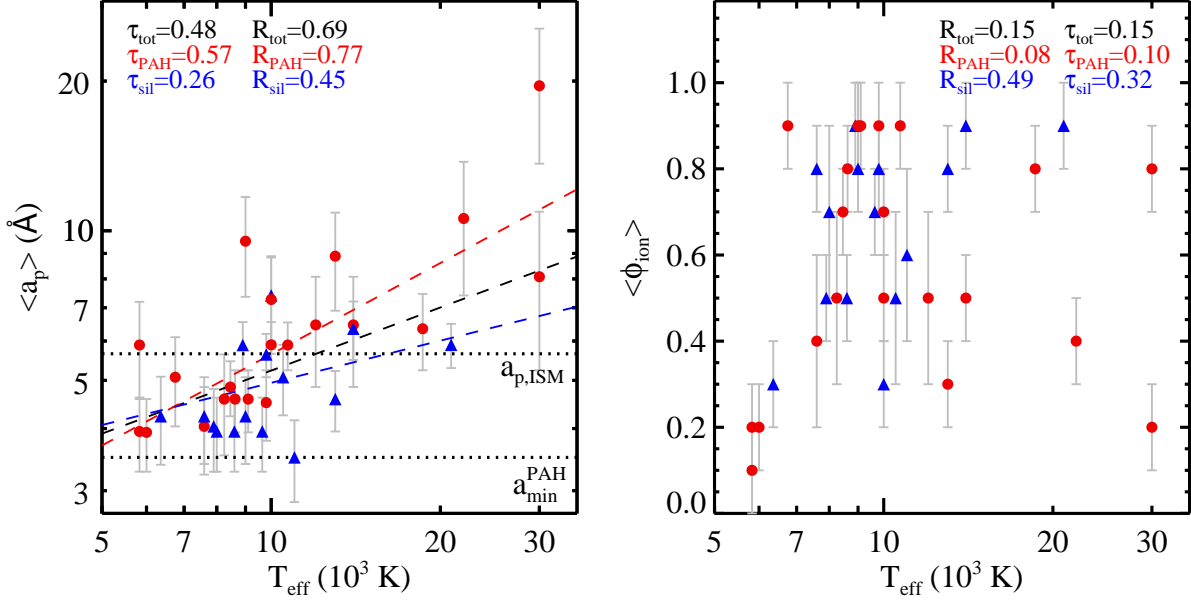 τtot=0.48 Rtot=0.69
τPAH=0.57 RPAH=0.77
τsil=0.26 Rsil=0.45
20
10
7
5
3
<ap> (Å)
ap,ISM
aminPAH
5 7 10 20
Teff (10³ K)
Rtot=0.15 τtot=0.15
RPAH=0.08 τPAH=0.10
Rsil=0.49 τsil=0.32
1.0
0.8
0.6
0.4
0.2
0.0
<ϕion>
5 7 10 20
Teff (10³ K)